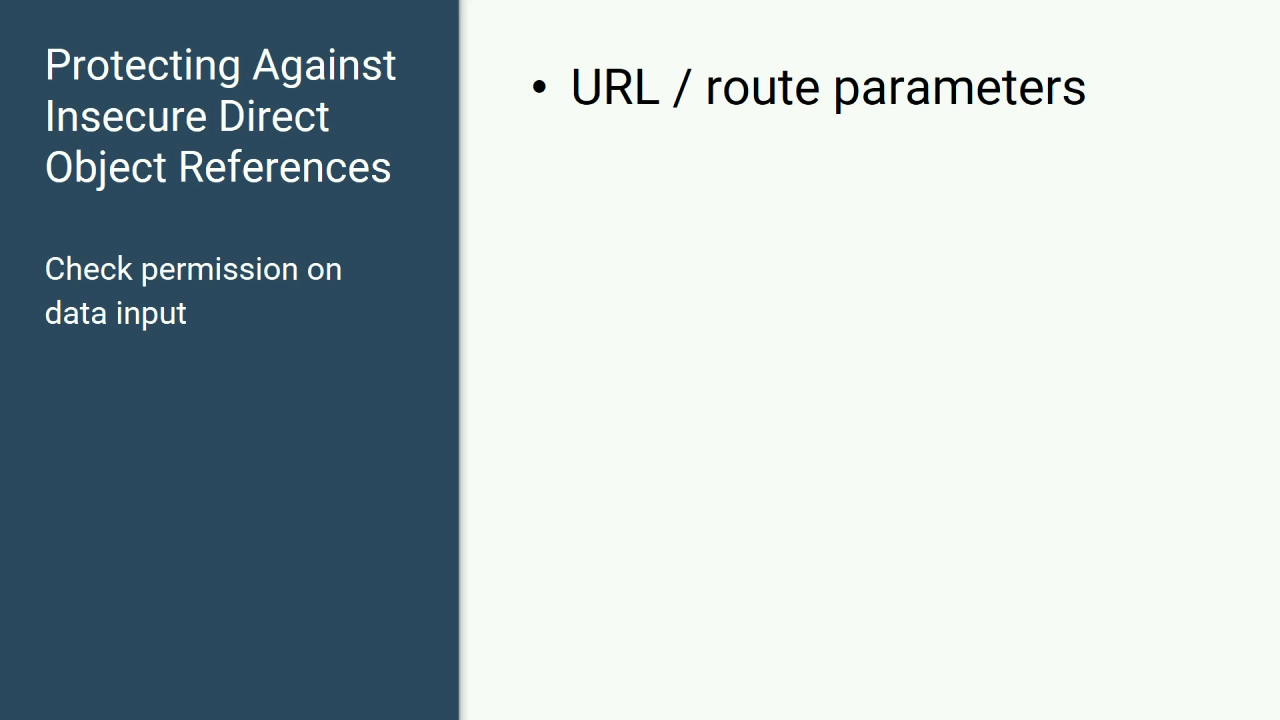 Protecting Against
Insecure Direct
Object References
Check permission on
data input
• URL / route parameters